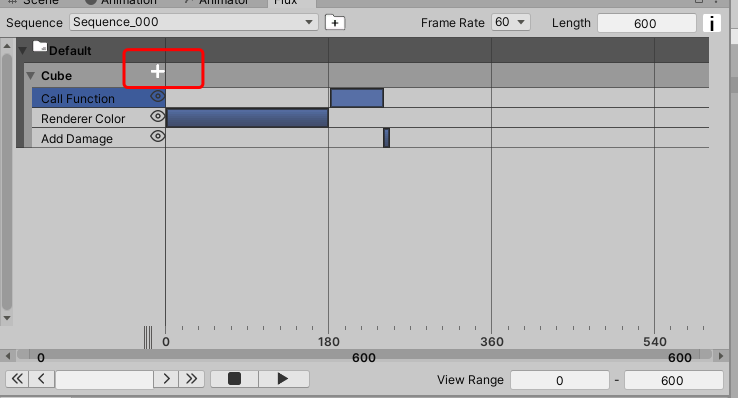 Scene Animation Animator Flux
Sequence Sequence_000 Frame Rate 60 Length 600
Default
Cube
Call Function
Renderer Color
Add Damage
0 180 360 540
0 600 600
View Range 0 - 600